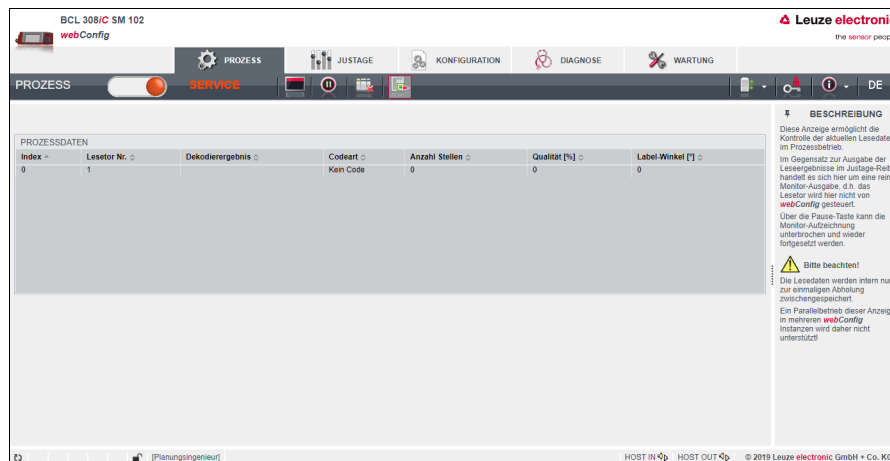 BCL 308iC SM 102
webConfig
Leuze electronic
the sensor peop
PROZESS JUSTAGE KONFIGURATION DIAGNOSE WARTUNG
PROZESS SERVICE DE
BESCHREIBUNG
Diese Anzeige ermöglicht die
Kontrolle der aktuellen Lesedate
im Prozessbetrieb.
Im Gegensatz zur Ausgabe der
Leseergebnisse im Justage-Reit
handelt es sich hier um eine rein
Monitor-Ausgabe, d.h. das
Lesetor wird hier nicht von
webConfig gesteuert.
Über die Pause-Taste kann die
Monitor-Aufzeichnung
unterbrochen und wieder
fortgesetzt werden.
Bitte beachten!
Die Lesedaten werden intern nu
zur einmaligen Abholung
zwischengespeichert.
Ein Parallelbetrieb dieser Anzeig
in mehreren webConfig
Instanzen wird daher nicht
unterstützt!
PROZESSDATEN
Index Lesetor Nr. Dekodierergebnis Codeart Anzahl Stellen Qualität [%] Label-Winkel [°]
0 1 Kein Code 0 0 0
[Planungsingenieur] HOST IN HOST OUT © 2019 Leuze electronic GmbH + Co. KG